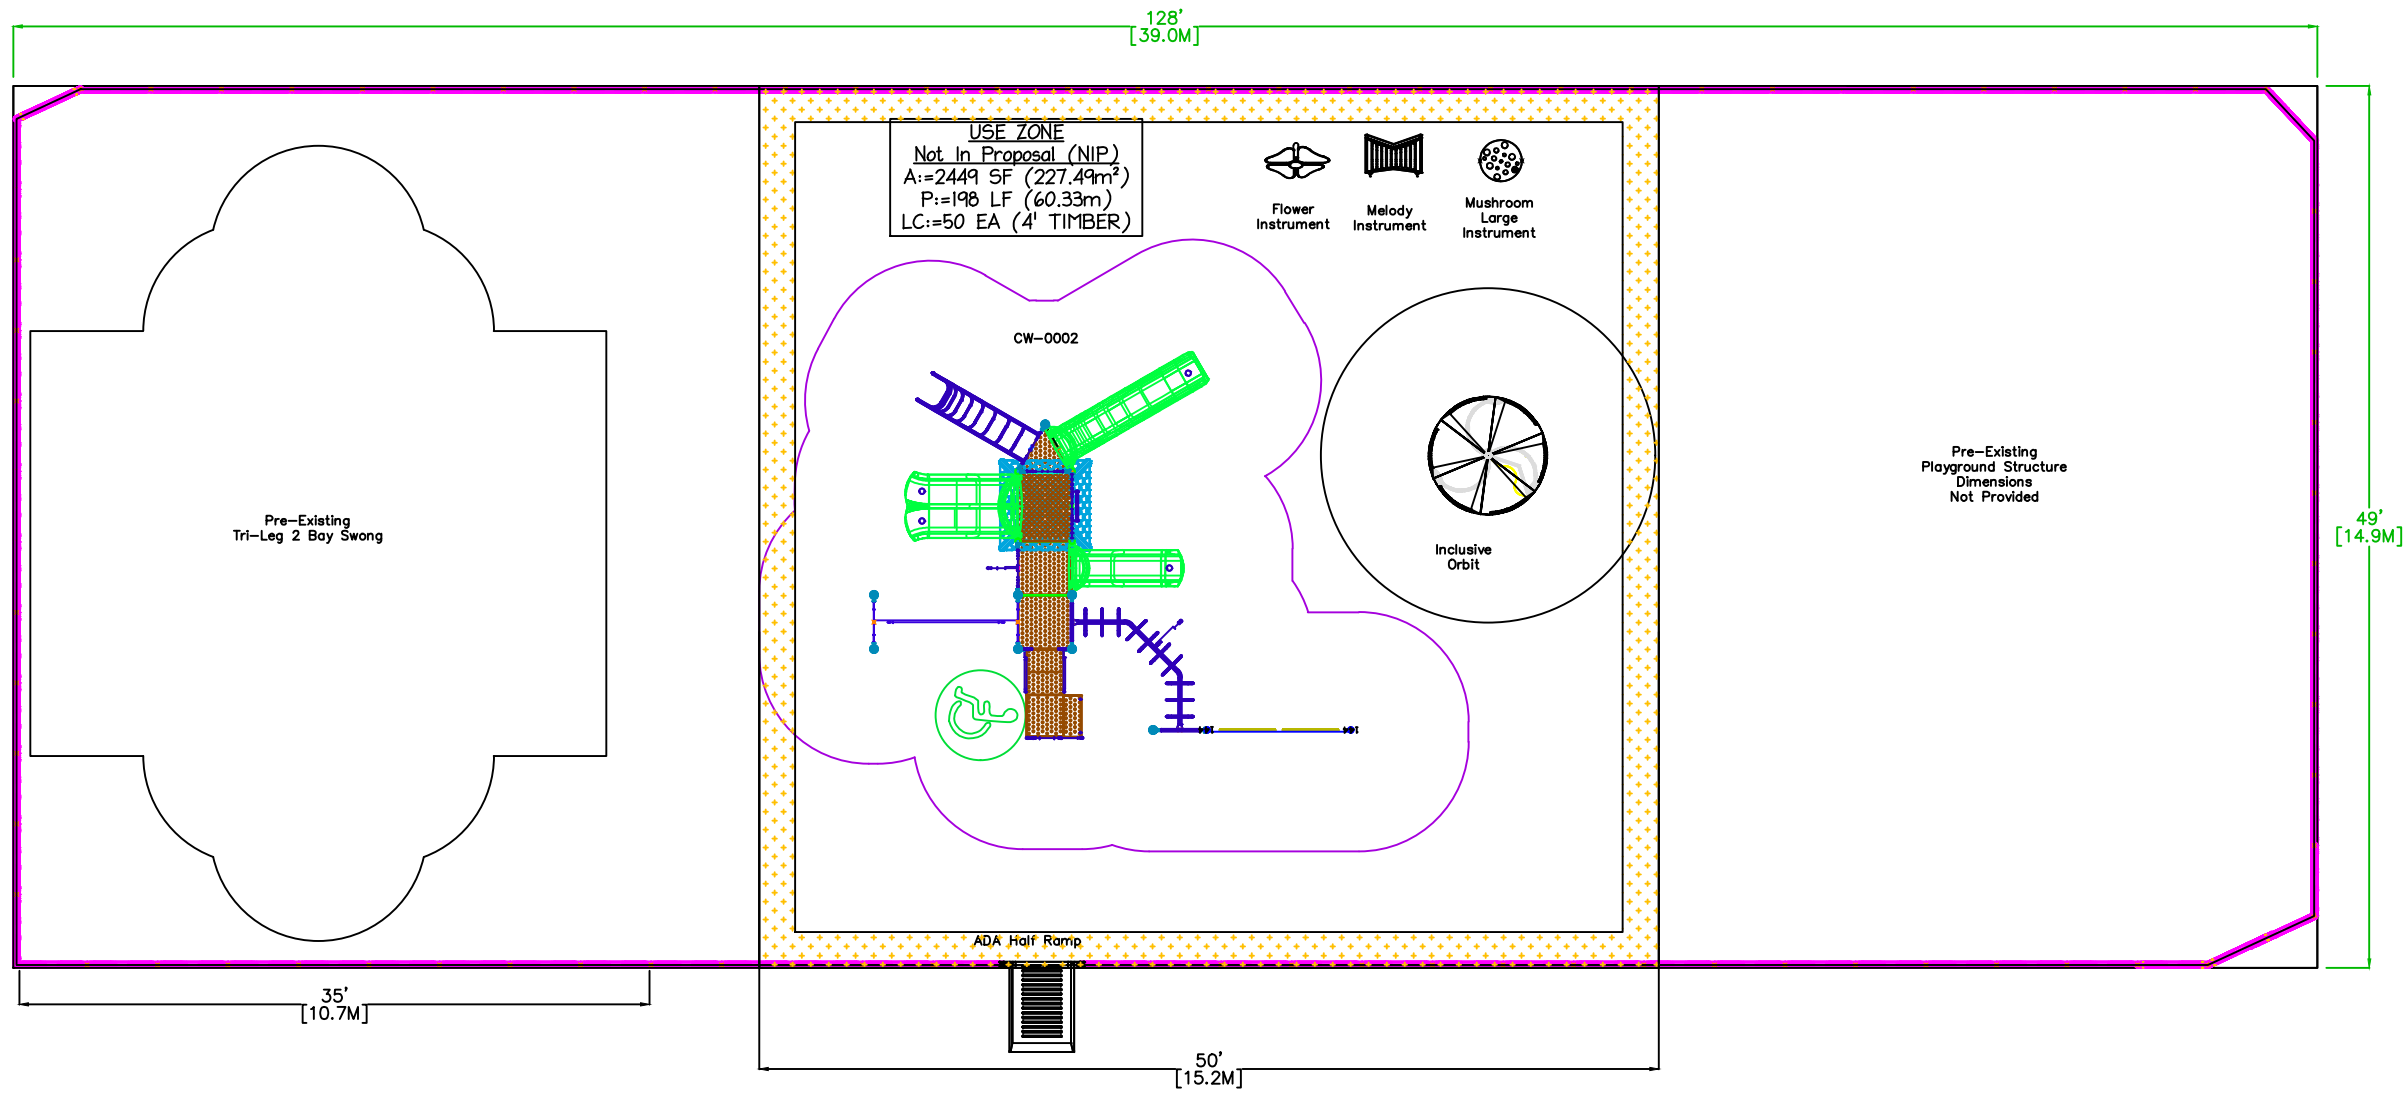 128'
[39.0M]
USE ZONE
Not In Proposal (NIP)
A:=2449 SF (227.49m²)
P:=198 LF (60.33m)
LC:=50 EA (4' TIMBER)
Flower
Instrument
Melody
Instrument
Mushroom
Large
Instrument
CW-0002
Pre-Existing
Tri-Leg 2 Bay Swong
Inclusive
Orbit
Pre-Existing
Playground Structure
Dimensions
Not Provided
49'
[14.9M]
ADA Half Ramp
35'
[10.7M]
50'
[15.2M]